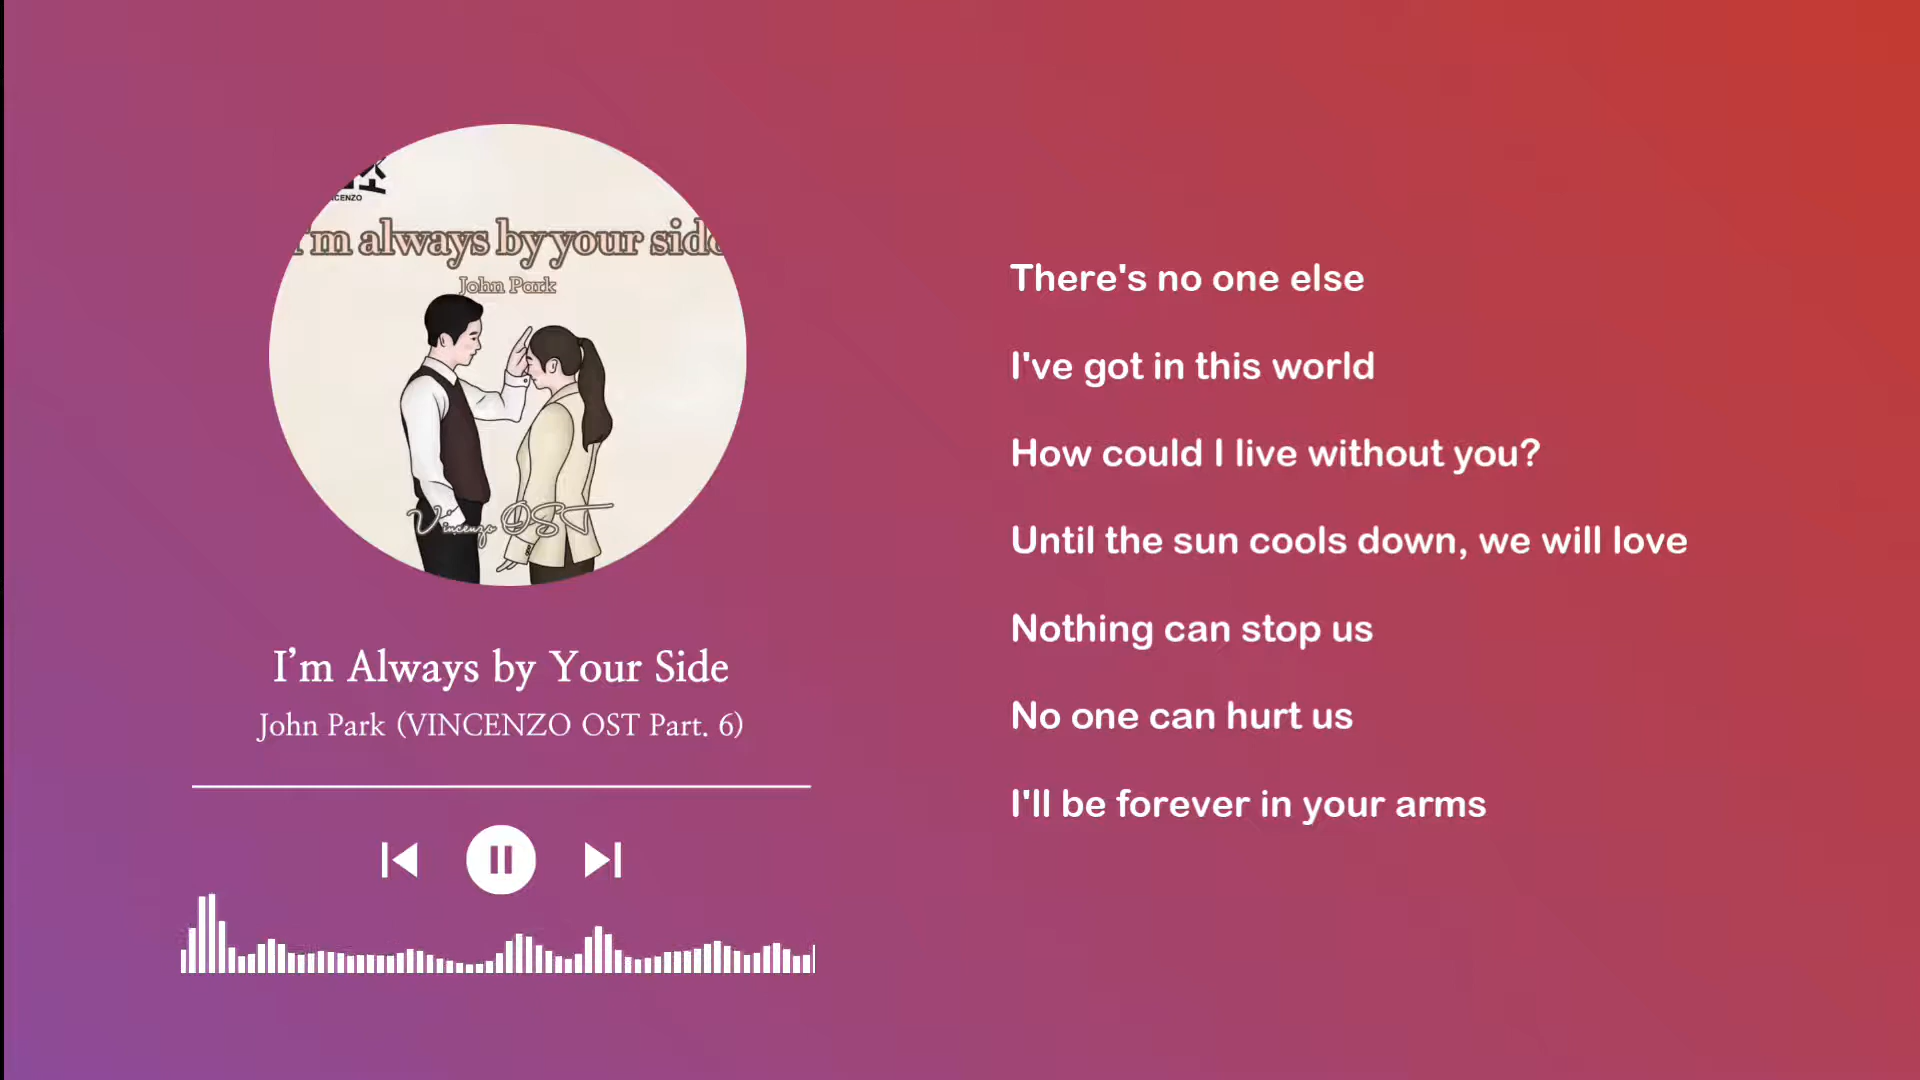 I'm always by your side
John Park
Vincenzo OST
I’m Always by Your Side
John Park (VINCENZO OST Part. 6)
There's no one else
I've got in this world
How could I live without you?
Until the sun cools down, we will love
Nothing can stop us
No one can hurt us
I'll be forever in your arms